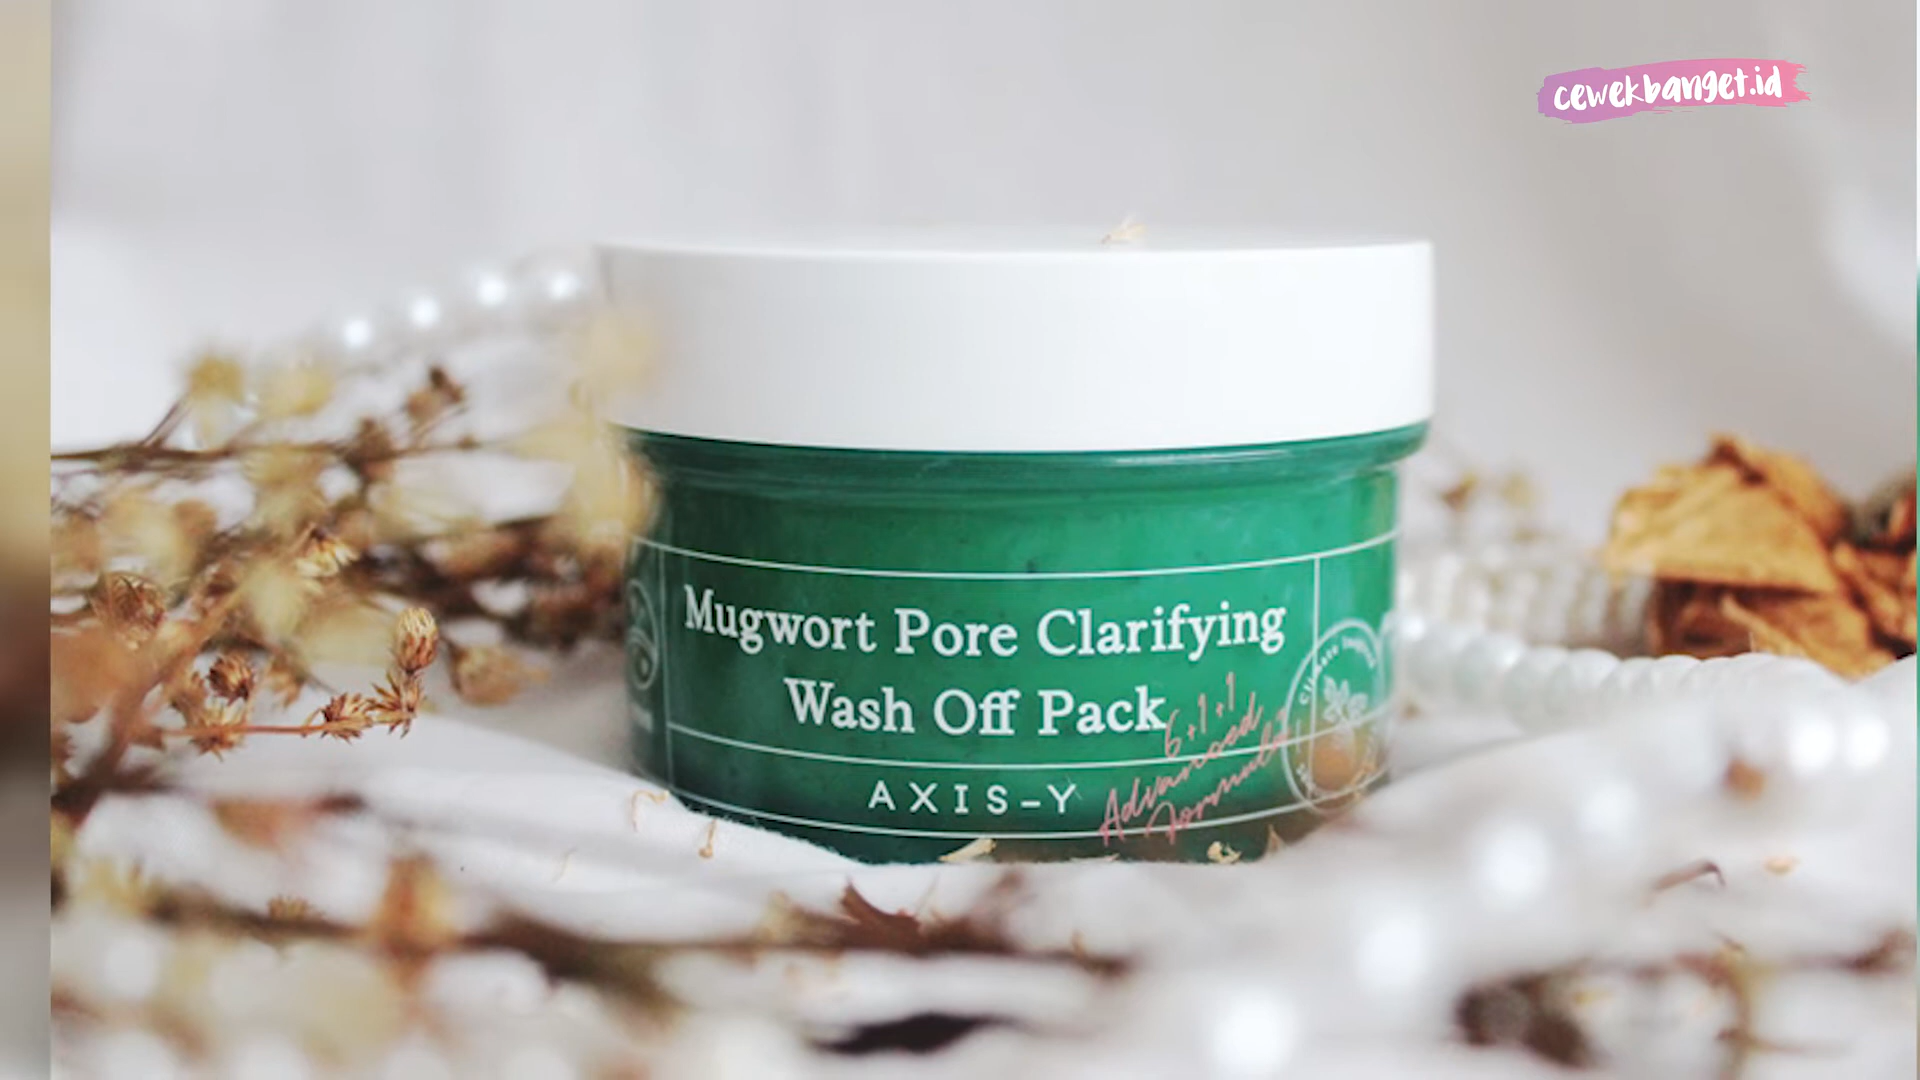 cewekbanget.id
Mugwort Pore Clarifying
Wash Off Pack
6+1+1
Advanced
Formula
AXIS-Y